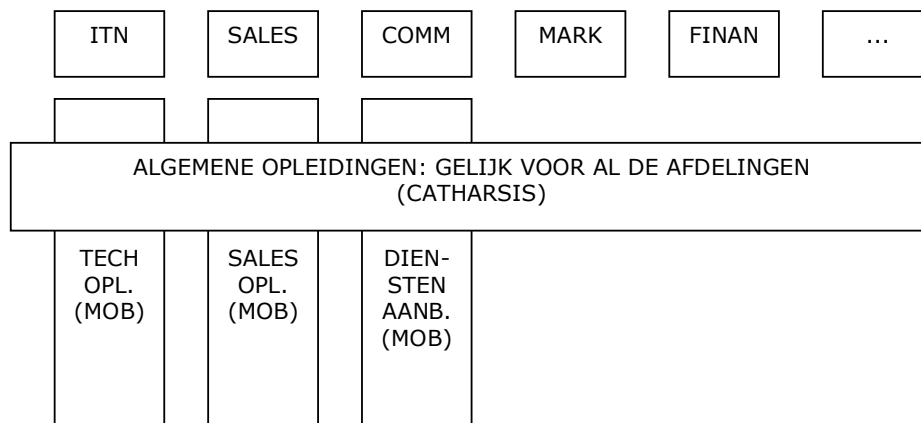 ITN SALES COMM MARK FINAN ...
ALGEMENE OPLEIDINGEN: GELIJK VOOR AL DE AFDELINGEN
(CATHARSIS)
TECH
OPL.
(MOB)
SALES
OPL.
(MOB)
DIEN-
STEN
AANB.
(MOB)